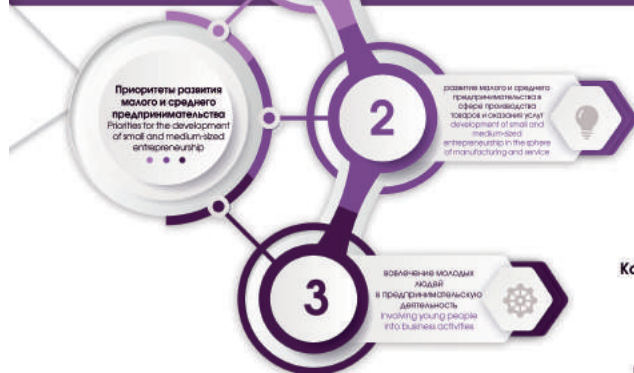 Приоритеты развития
малого и среднего
предпринимательства
Priorities for the development
of small and medium-sized
entrepreneurship
2
развитие малого и среднего
предпринимательства в
сфере производства
товаров и оказания услуг
development of small and
medium-sized
entrepreneurship in the sphere
of manufacturing and service
3
вовлечение молодых
людей
в предпринимательскую
деятельность
Involving young people
into business activities